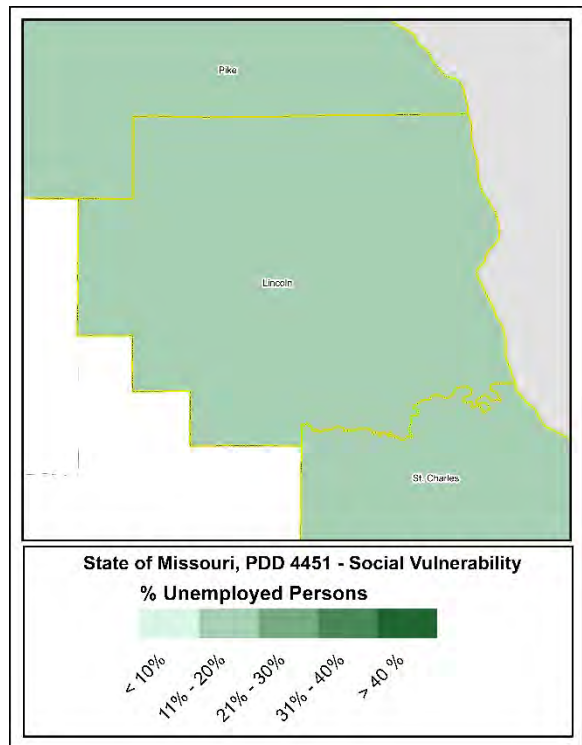 Pike
Lincoln
St. Charles
State of Missouri, PDD 4451 - Social Vulnerability
% Unemployed Persons
< 10%
11% - 20%
21% - 30%
31% - 40%
> 40 %